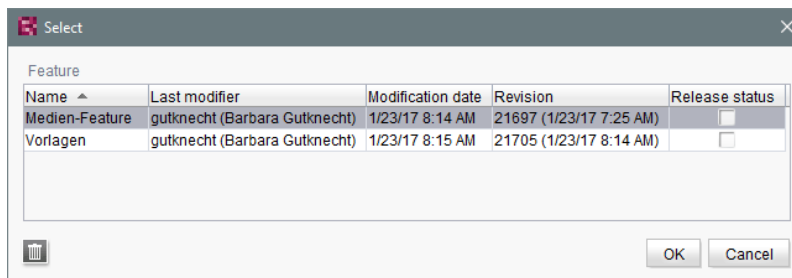 Select
Feature
Name Last modifier Modification date Revision Release status
Medien-Feature gutknecht (Barbara Gutknecht) 1/23/17 8:14 AM 21697 (1/23/17 7:25 AM)
Vorlagen gutknecht (Barbara Gutknecht) 1/23/17 8:15 AM 21705 (1/23/17 8:14 AM)
OK Cancel